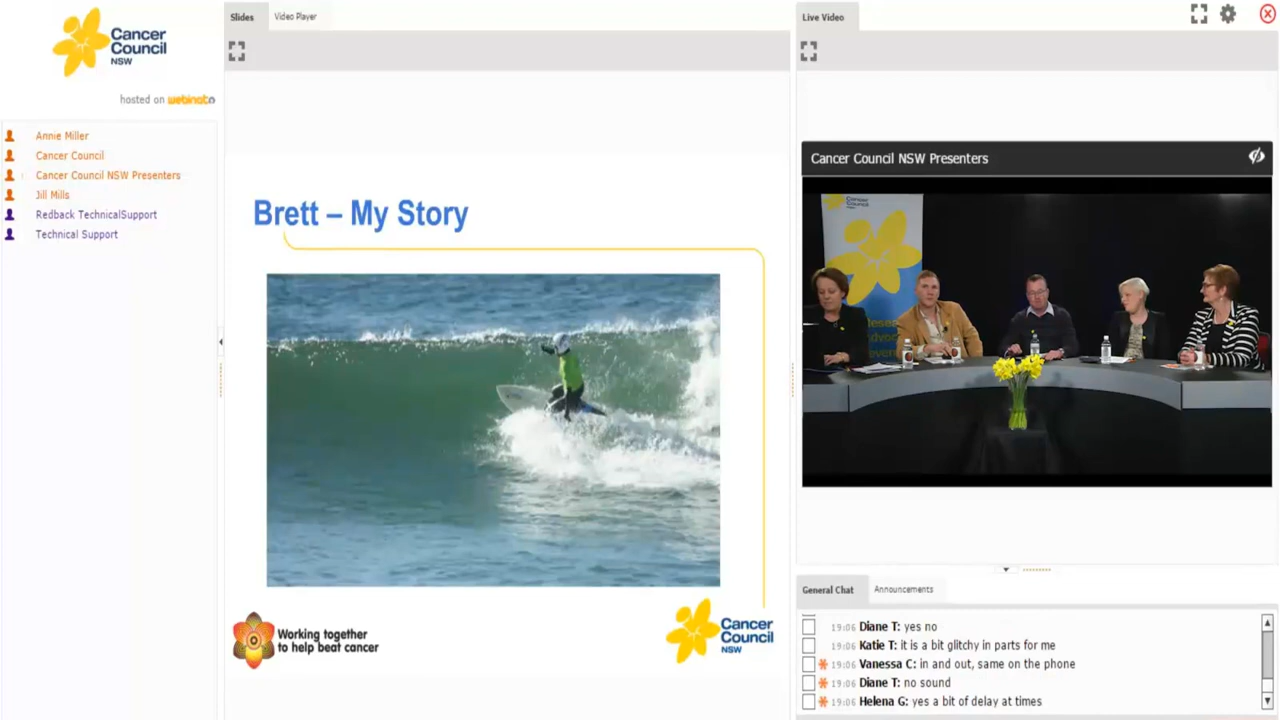 Cancer
Council
NSW
hosted on webinato
Annie Miller
Cancer Council
Cancer Council NSW Presenters
Jill Mills
Redback TechnicalSupport
Technical Support
Slides
Video Player
Brett – My Story
Working together
to help beat cancer
Cancer
Council
NSW
Live Video
Cancer Council NSW Presenters
Cancer
Council
General Chat
Announcements
19:06 Diane T: yes no
19:06 Katie T: it is a bit glitchy in parts for me
19:06 Vanessa C: in and out, same on the phone
19:06 Diane T: no sound
19:06 Helena G: yes a bit of delay at times